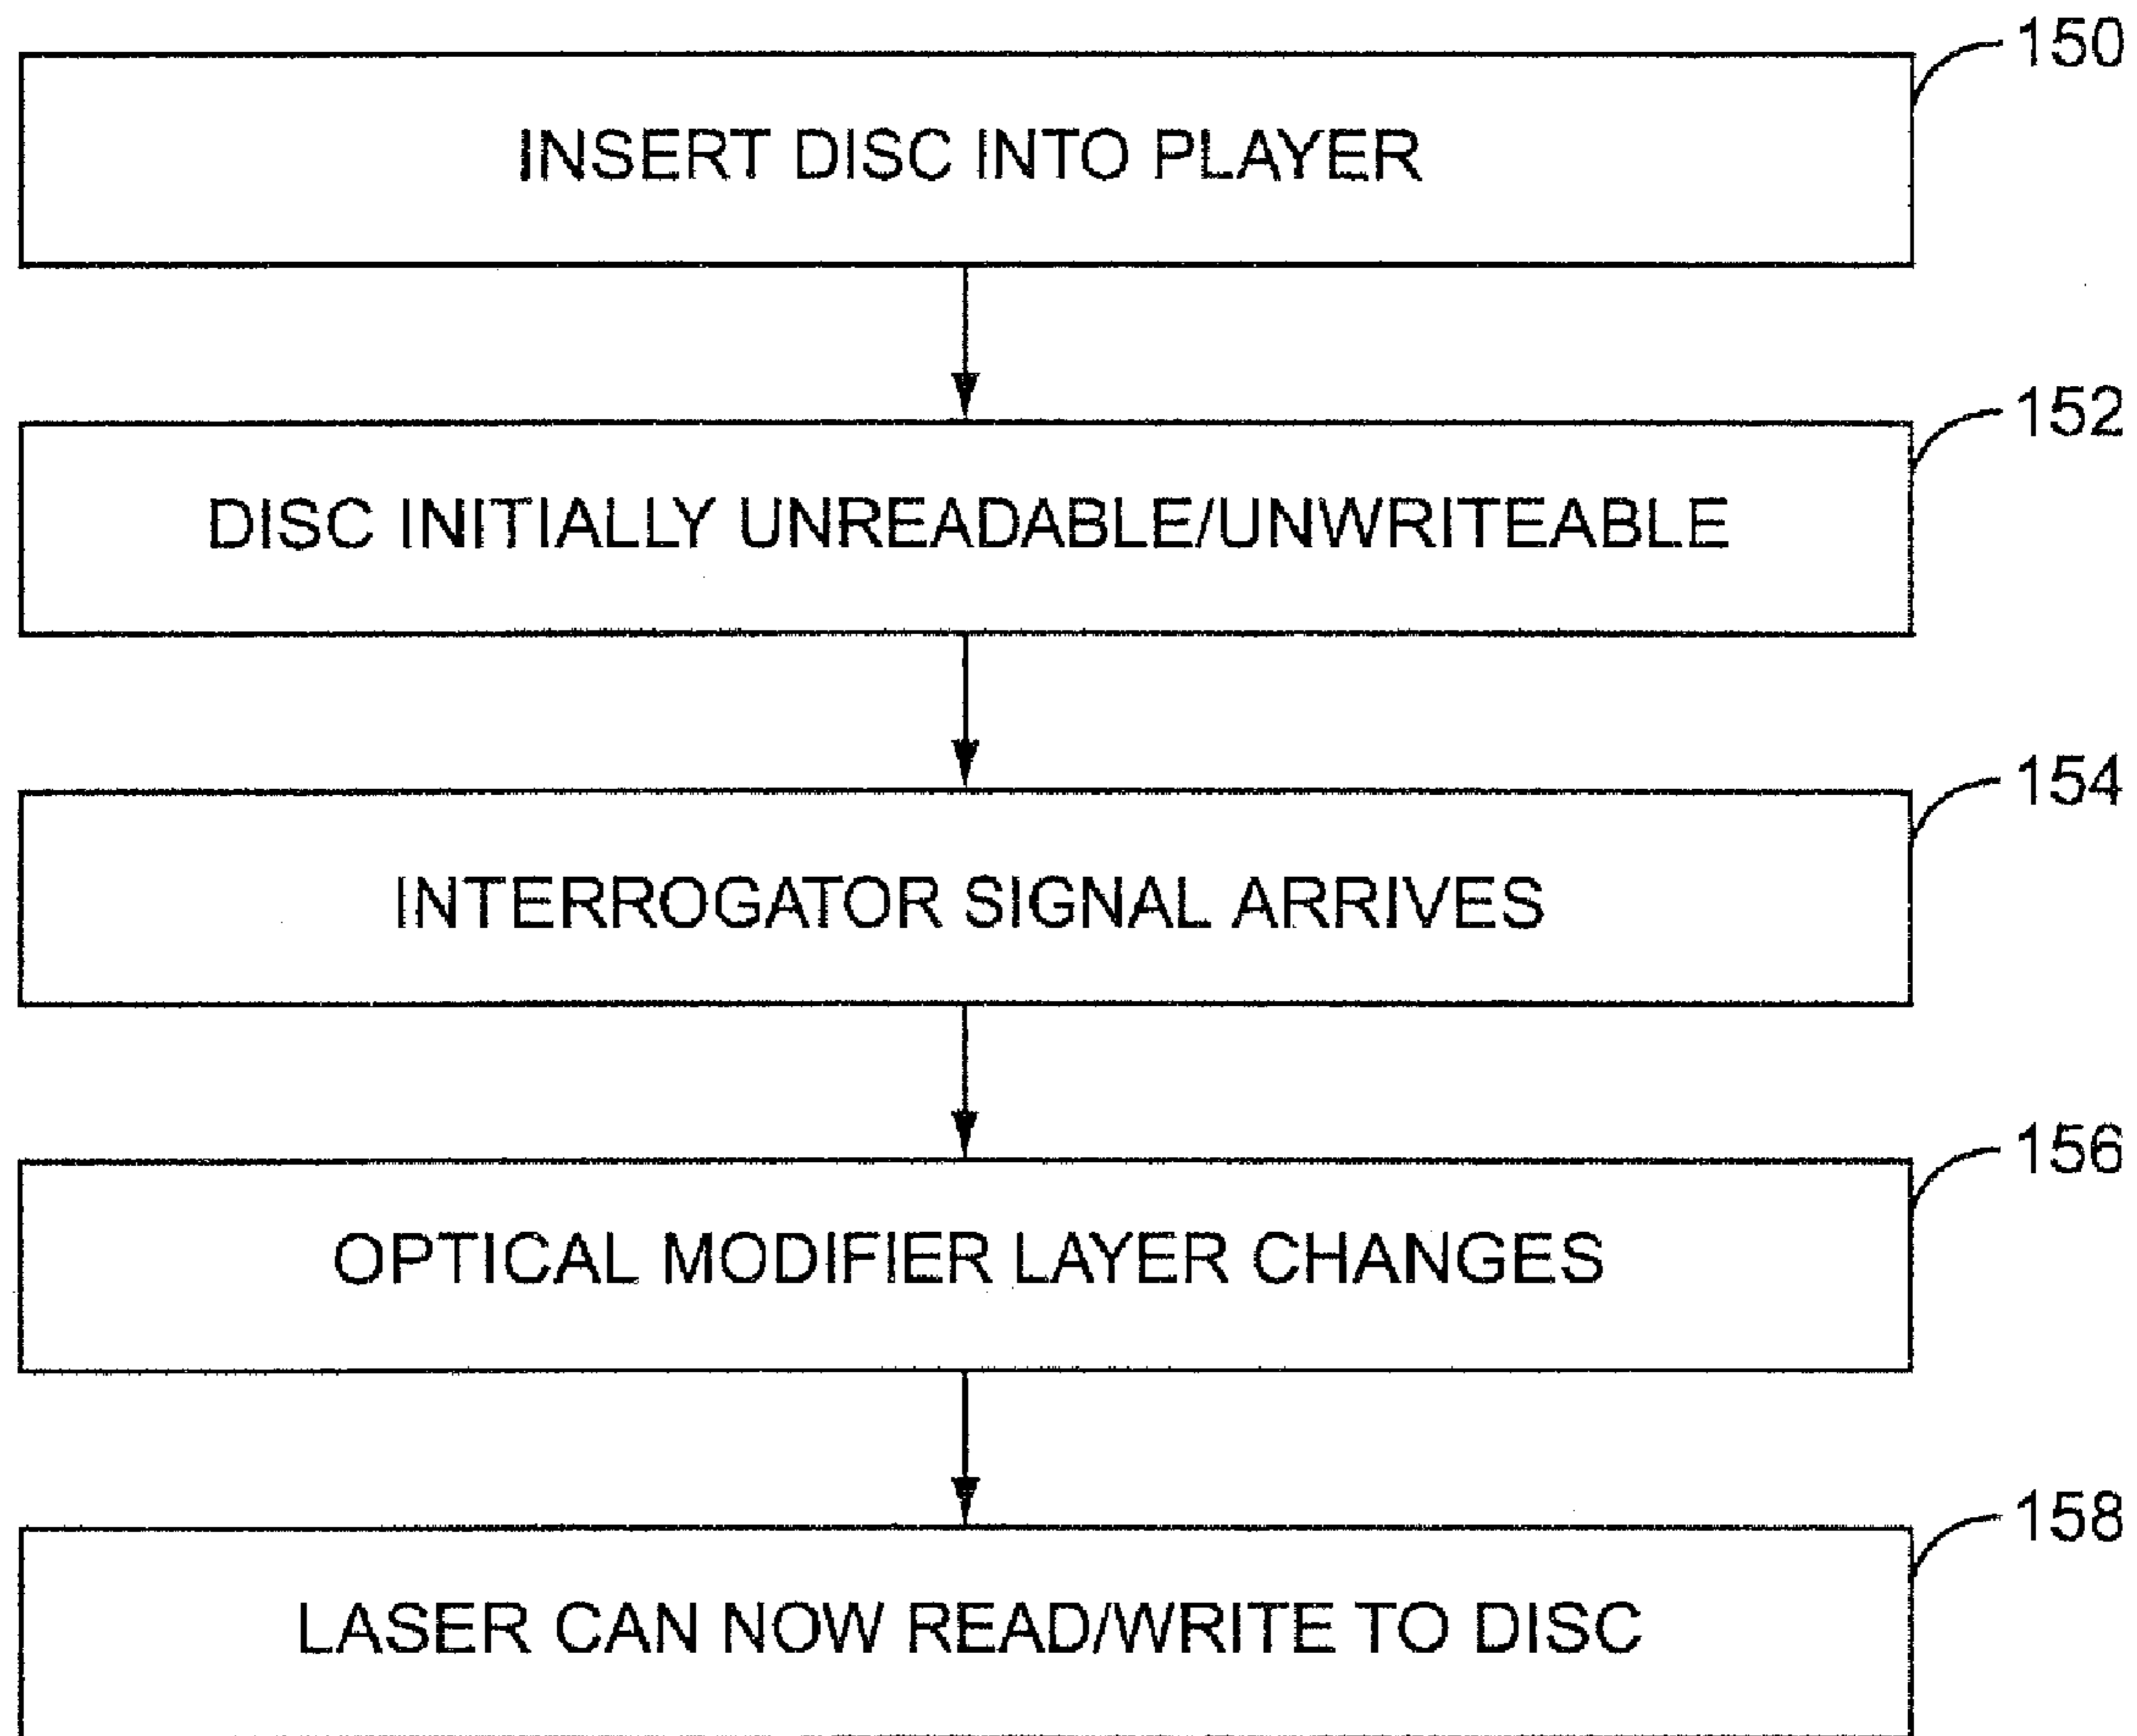 150
INSERT DISC INTO PLAYER
152
DISC INITIALLY UNREADABLE/UNWRITEABLE
154
INTERROGATOR SIGNAL ARRIVES
156
OPTICAL MODIFIER LAYER CHANGES
158
LASER CAN NOW READ/WRITE TO DISC